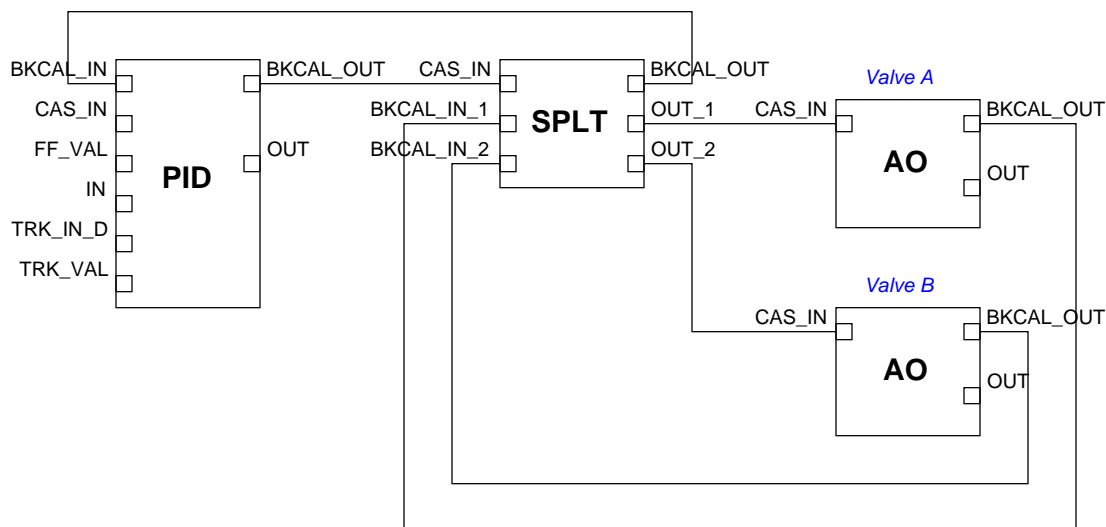 BKCAL_IN
CAS_IN
FF_VAL
IN
TRK_IN_D
TRK_VAL
PID
BKCAL_OUT
OUT
CAS_IN
BKCAL_IN_1
BKCAL_IN_2
SPLT
BKCAL_OUT
OUT_1
OUT_2
Valve A
CAS_IN
AO
BKCAL_OUT
OUT
Valve B
CAS_IN
AO
BKCAL_OUT
OUT